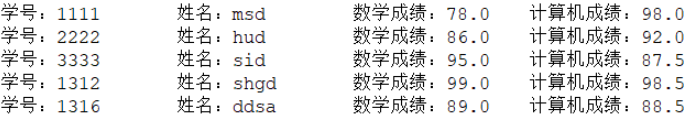 学号：1111 姓名：msd 数学成绩：78.0 计算机成绩：98.0
学号：2222 姓名：hud 数学成绩：86.0 计算机成绩：92.0
学号：3333 姓名：sid 数学成绩：95.0 计算机成绩：87.5
学号：1312 姓名：shgd 数学成绩：99.0 计算机成绩：98.5
学号：1316 姓名：ddsa 数学成绩：89.0 计算机成绩：88.5